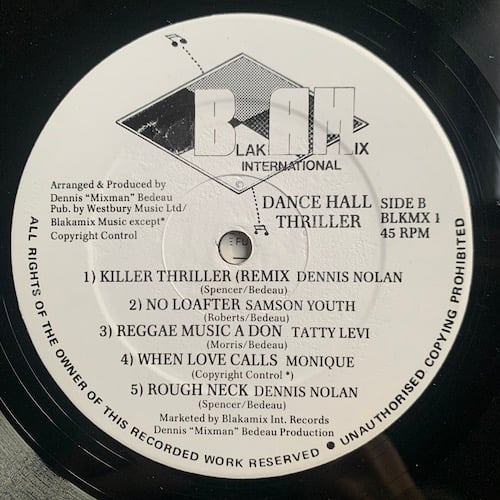 B AM
LAK IX
INTERNATIONAL
©
Arranged & Produced by
Dennis "Mixman" Bedeau
Pub. by Westbury Music Ltd/
Blakamix Music except*
Copyright Control
DANCE HALL
THRILLER
SIDE B
BLKMX 1
45 RPM
1) KILLER THRILLER (REMIX DENNIS NOLAN
(Spencer/Bedeau)
2) NO LOAFTER SAMSON YOUTH
(Roberts/Bedeau)
3) REGGAE MUSIC A DON TATTY LEVI
(Morris/Bedeau)
4) WHEN LOVE CALLS MONIQUE
(Copyright Control *)
5) ROUGH NECK DENNIS NOLAN
(Spencer/Bedeau)
Marketed by Blakamix Int. Records
Dennis "Mixman" Bedeau Production
ALL RIGHTS OF THE OWNER OF THIS RECORDED WORK RESERVED ● UNAUTHORISED COPYING PROHIBITED